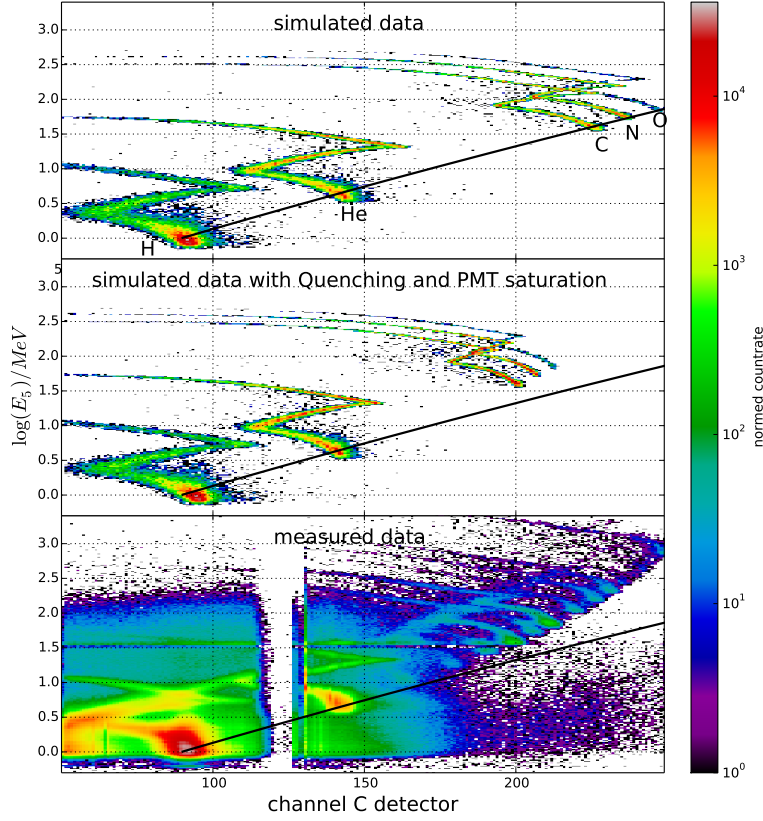 simulated data
3.0
2.5
2.0
1.5
1.0
0.5
0.0
H
He
C
N
O
5
simulated data with Quenching and PMT saturation
3.0
2.5
2.0
1.5
1.0
0.5
0.0
log(E_5)/MeV
measured data
3.0
2.5
2.0
1.5
1.0
0.5
0.0
100
150
200
channel C detector
10^4
10^3
10^2
10^1
10^0
normed countrate